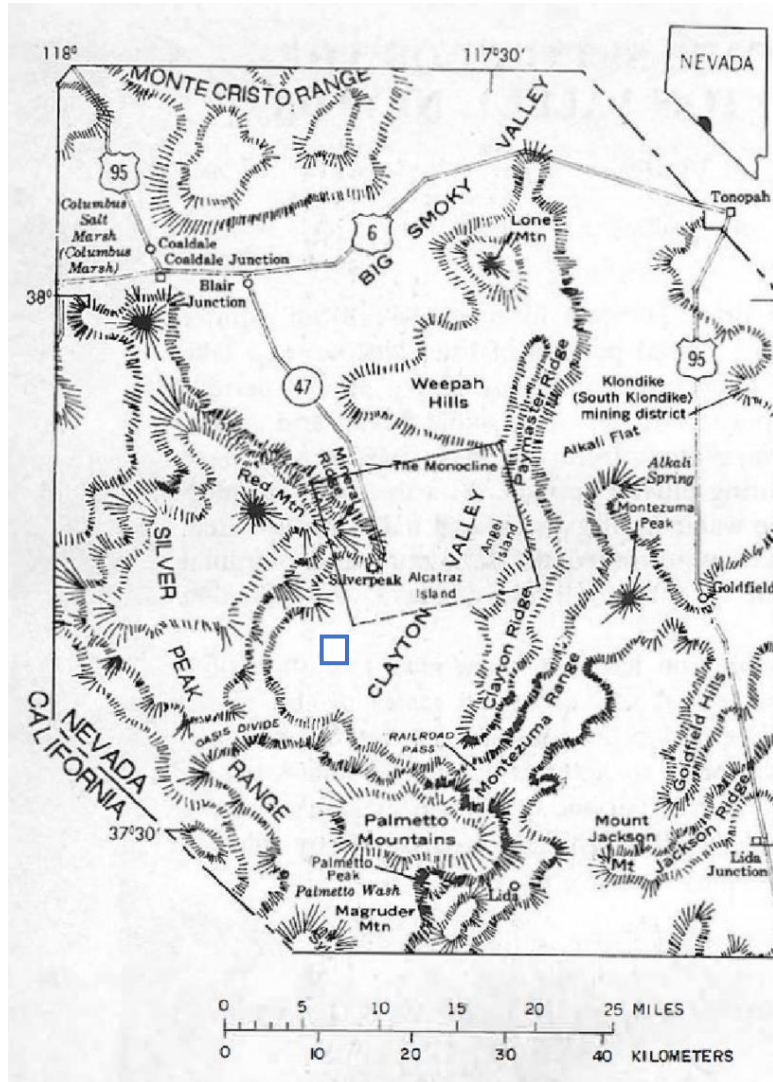 118°
117°30'
MONTE CRISTO RANGE
NEVADA
VALLEY
95
Tonopah
Columbus
Salt
Marsh
(Columbus
Marsh)
SMOKY
Lone
Mtn
Coaldale
6
Coaldale Junction
BIG
38°
Blair
Junction
95
47
Weepah
Hills
Paymaster Ridge
Klondike
(South Klondike)
mining district
Alkali Flat
The Monocline
Mineral Ridge
Red Mtn
Alkali
Spring
Montezuma
Peak
SILVER
VALLEY
Angel
Island
Silverpeak
Alcatraz
Island
Goldfield
CLAYTON
Clayton Ridge
PEAK
Montezuma Range
Goldfield Hills
NEVADA
CALIFORNIA
OASIS DIVIDE
RAILROAD
PASS
RANGE
37°30'
Palmetto
Mountains
Mount
Jackson
Mt Jackson Ridge
Lida
Junction
Palmetto
Peak
Palmetto Wash
Lida
Magruder
Mtn
0 5 10 15 20 25 MILES
0 10 20 30 40 KILOMETERS